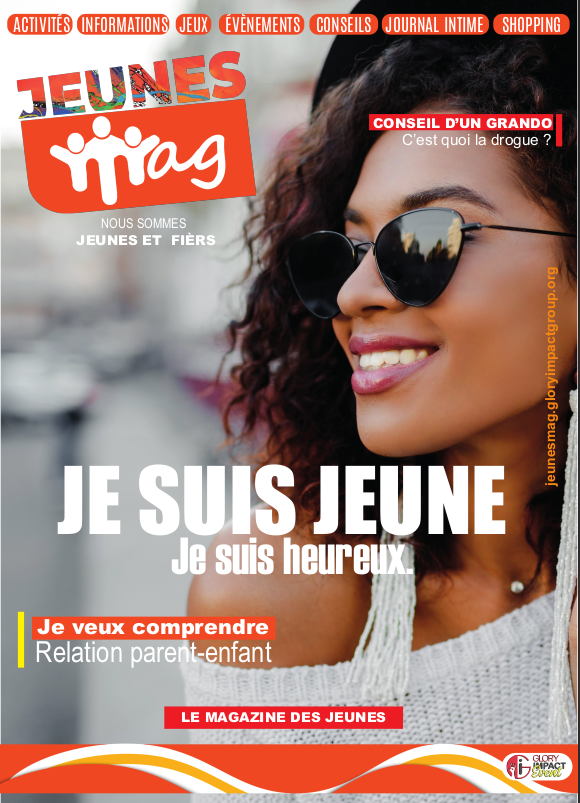 ACTIVITÉS INFORMATIONS JEUX ÉVÈNEMENTS CONSEILS JOURNAL INTIME SHOPPING
JEUNES
mag
NOUS SOMMES
JEUNES ET FIÈRS
CONSEIL D'UN GRANDO
C'est quoi la drogue ?
jeunesmag.gloryimpactgroup.org
JE SUIS JEUNE
Je suis heureux.
Je veux comprendre
Relation parent-enfant
LE MAGAZINE DES JEUNES
GLORY
IMPACT
Event